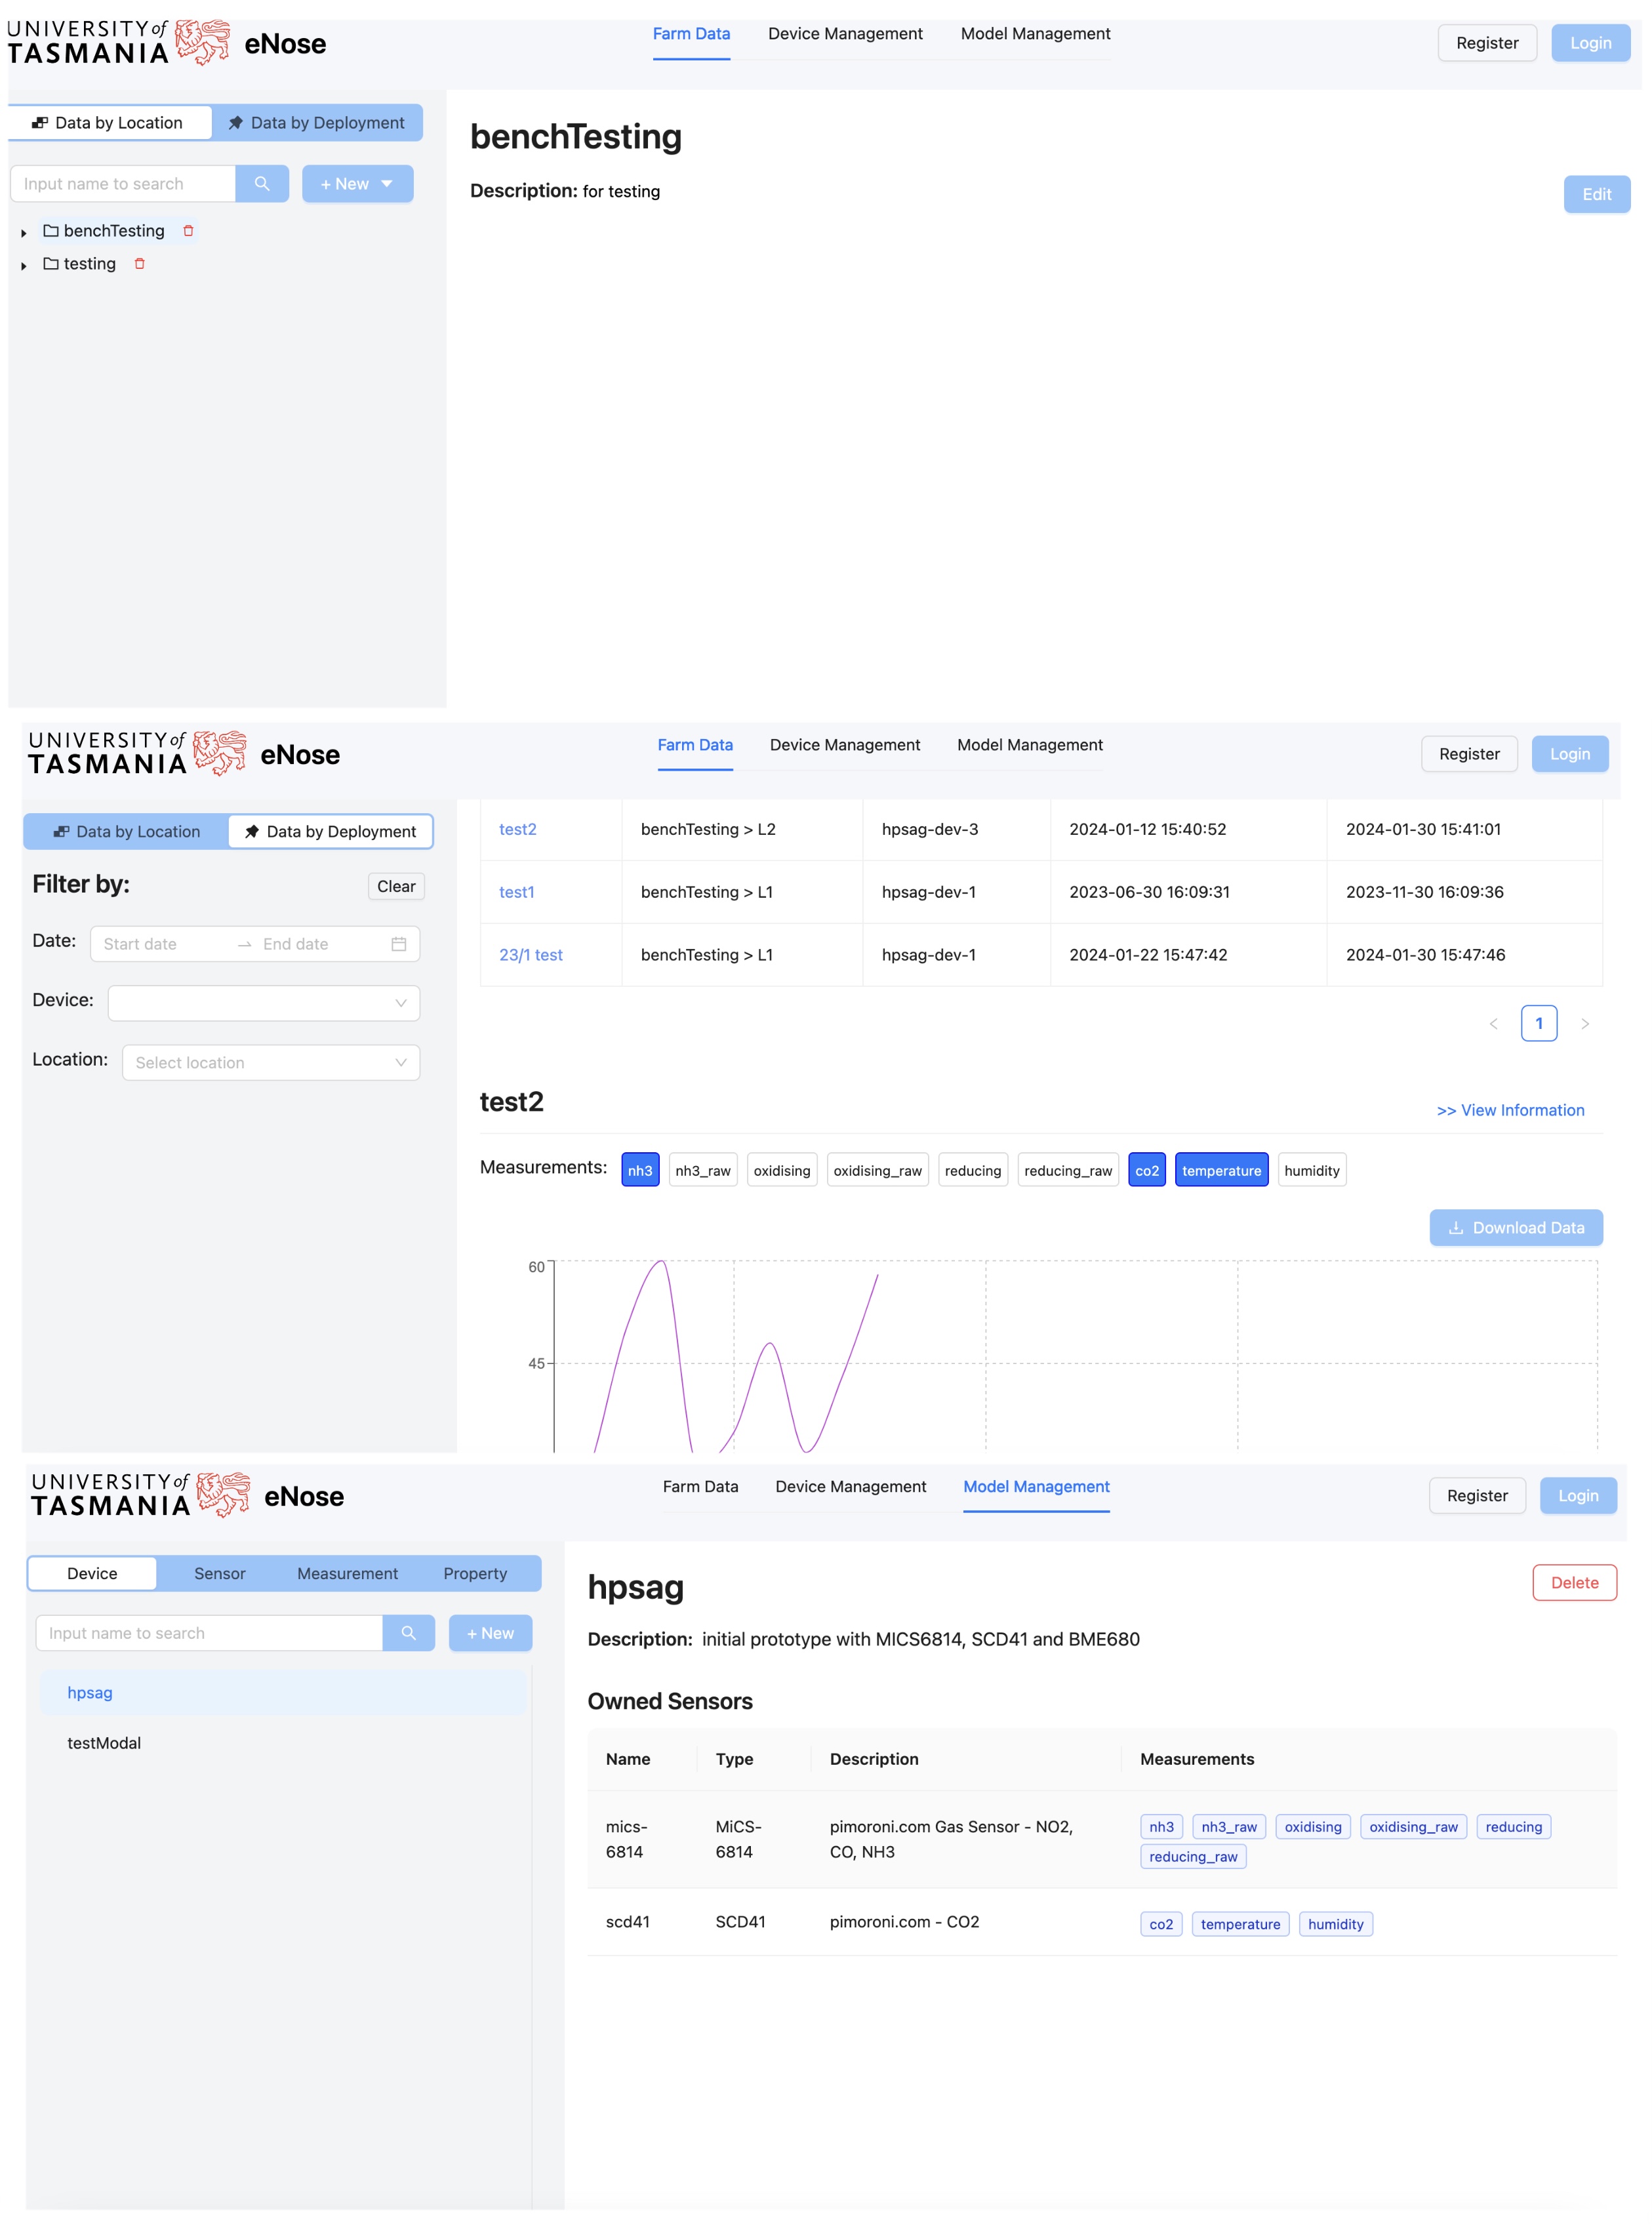 UNIVERSITY of
TASMANIA
eNose
Farm Data Device Management Model Management
Register Login
Data by Location Data by Deployment
Input name to search + New
benchTesting
testing
benchTesting
Description: for testing
Edit
UNIVERSITY of
TASMANIA
eNose
Farm Data Device Management Model Management
Register Login
Data by Location Data by Deployment
Filter by: Clear
Date: Start date → End date
Device:
Location: Select location
test2 benchTesting > L2 hpsag-dev-3 2024-01-12 15:40:52 2024-01-30 15:41:01
test1 benchTesting > L1 hpsag-dev-1 2023-06-30 16:09:31 2023-11-30 16:09:36
23/1 test benchTesting > L1 hpsag-dev-1 2024-01-22 15:47:42 2024-01-30 15:47:46
< 1 >
test2
>> View Information
Measurements: nh3 nh3_raw oxidising oxidising_raw reducing reducing_raw co2 temperature humidity
Download Data
60
45
UNIVERSITY of
TASMANIA
eNose
Farm Data Device Management Model Management
Register Login
Device Sensor Measurement Property
Input name to search + New
hpsag
testModal
hpsag
Delete
Description: initial prototype with MICS6814, SCD41 and BME680
Owned Sensors
Name Type Description Measurements
mics- MiCS- pimoroni.com Gas Sensor - NO2, nh3 nh3_raw oxidising oxidising_raw reducing
6814 6814 CO, NH3 reducing_raw
scd41 SCD41 pimoroni.com - CO2 co2 temperature humidity